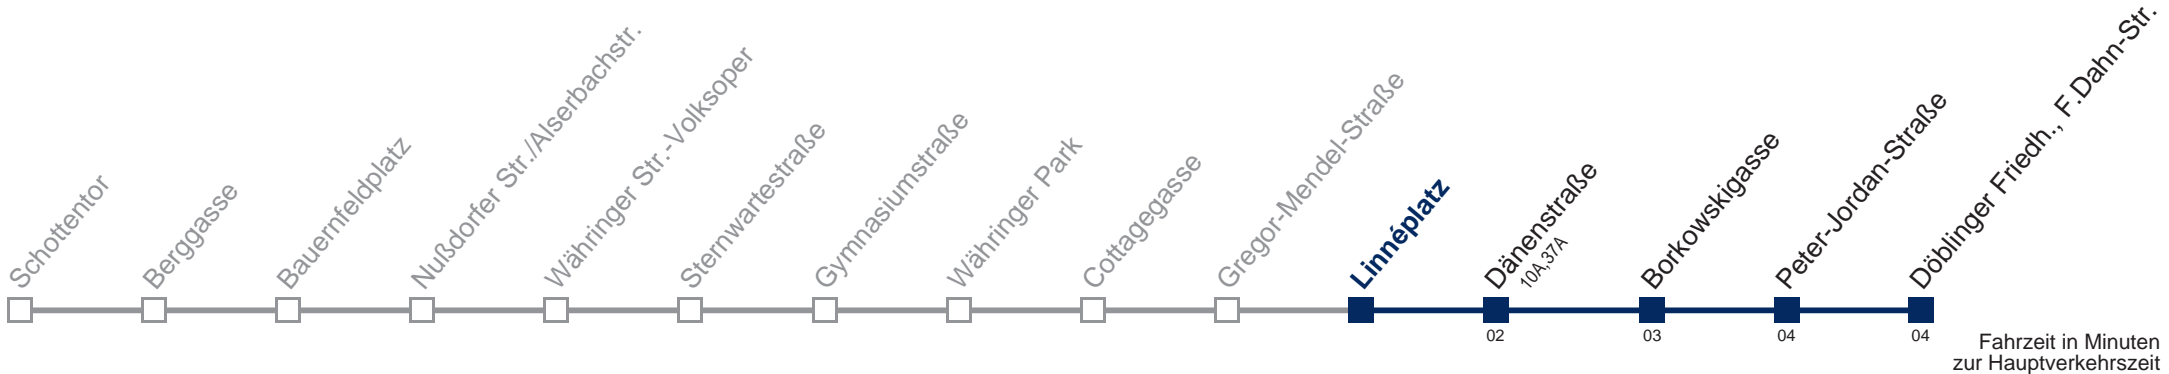 Schottentor
Berggasse
Bauernfeldplatz
Nußdorfer Str./Alserbachstr.
Währinger Str.-Volksoper
Sternwartestraße
Gymnasiumstraße
Währinger Park
Cottagegasse
Gregor-Mendel-Straße
Linnéplatz
Dänenstraße
10A,37A
Borkowskigasse
Peter-Jordan-Straße
Döblinger Friedh., F.Dahn-Str.
02
03
04
04
Fahrzeit in Minuten
zur Hauptverkehrszeit